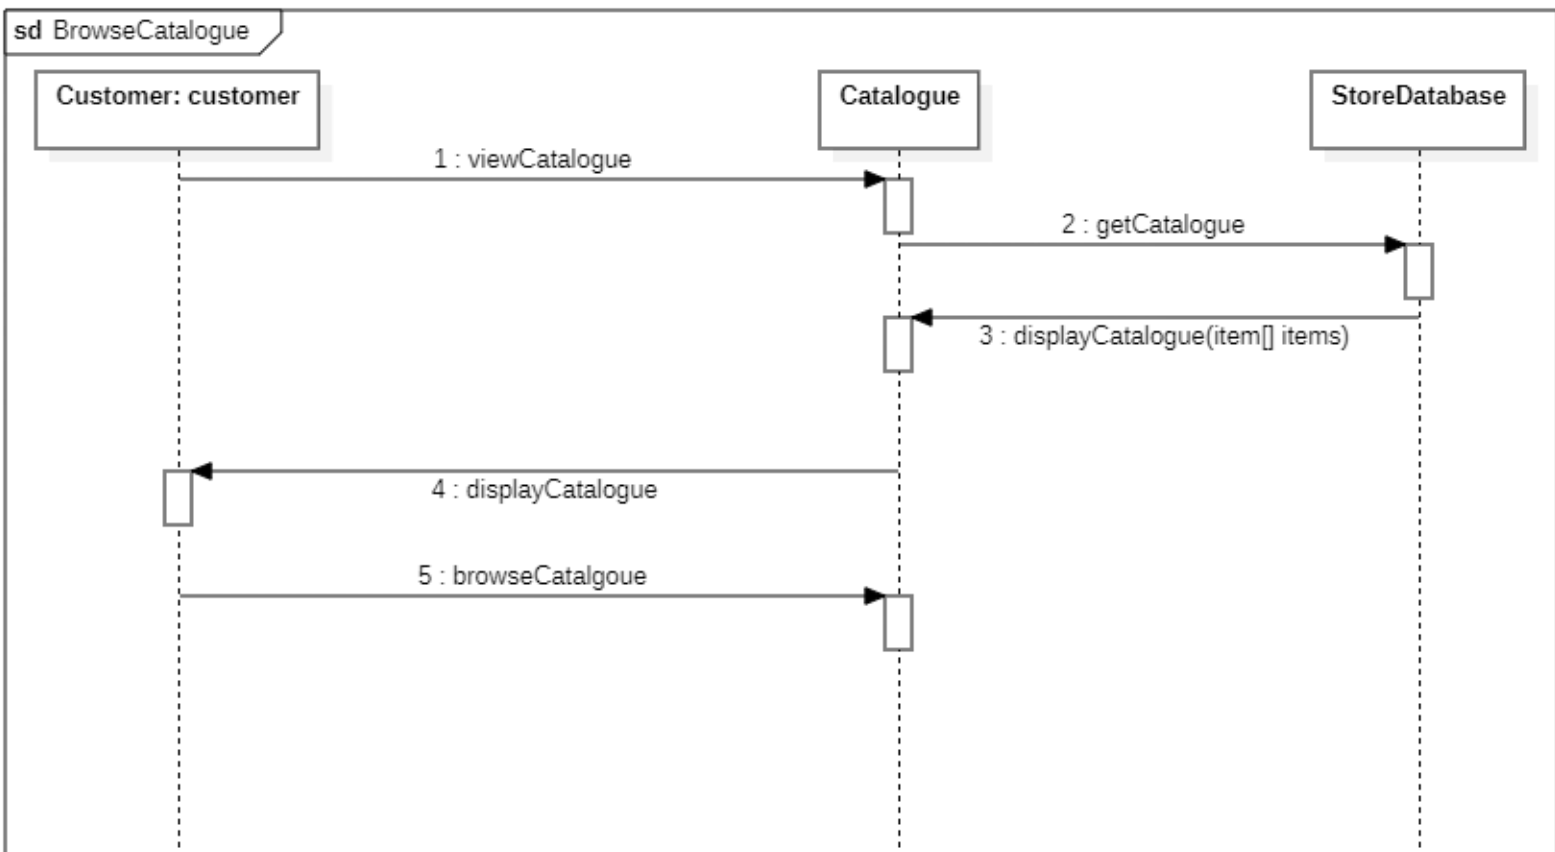 sd BrowseCatalogue
Customer: customer
Catalogue
StoreDatabase
1 : viewCatalogue
2 : getCatalogue
3 : displayCatalogue(item[] items)
4 : displayCatalogue
5 : browseCatalgoue